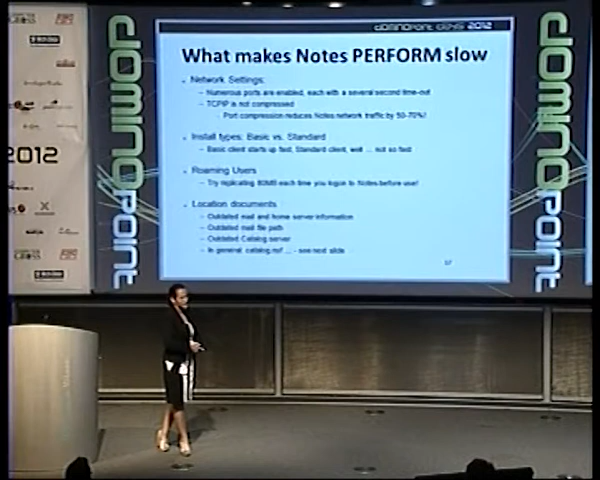 DOMINOPOINT DAYS 2012
What makes Notes PERFORM slow
Network Settings:
– Numerous ports are enabled, each with a several second time-out
– TCPIP is not compressed
– Port compression reduces Notes network traffic by 50-70%!
Install types: Basic vs. Standard
– Basic client starts up fast, Standard client, well ... not so fast
Roaming Users
– Try replicating 80MB each time you logon to Notes before use!
Location documents
– Outdated mail and home server information
– Outdated mail file path
– Outdated Catalog server
– In general catalog.nsf ... - see next slide
DOMINOPOINT
DOMINOPOINT
2012